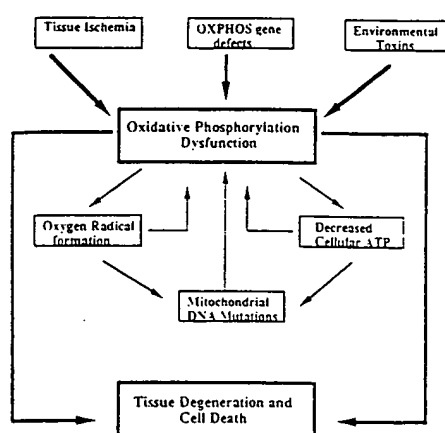 Tissue Ischemia
OXPHOS gene
defects
Environmental
Toxins
Oxidative Phosphorylation
Dysfunction
Oxygen Radical
formation
Decreased
Cellular ATP
Mitochondrial
DNA Mutations
Tissue Degeneration and
Cell Death